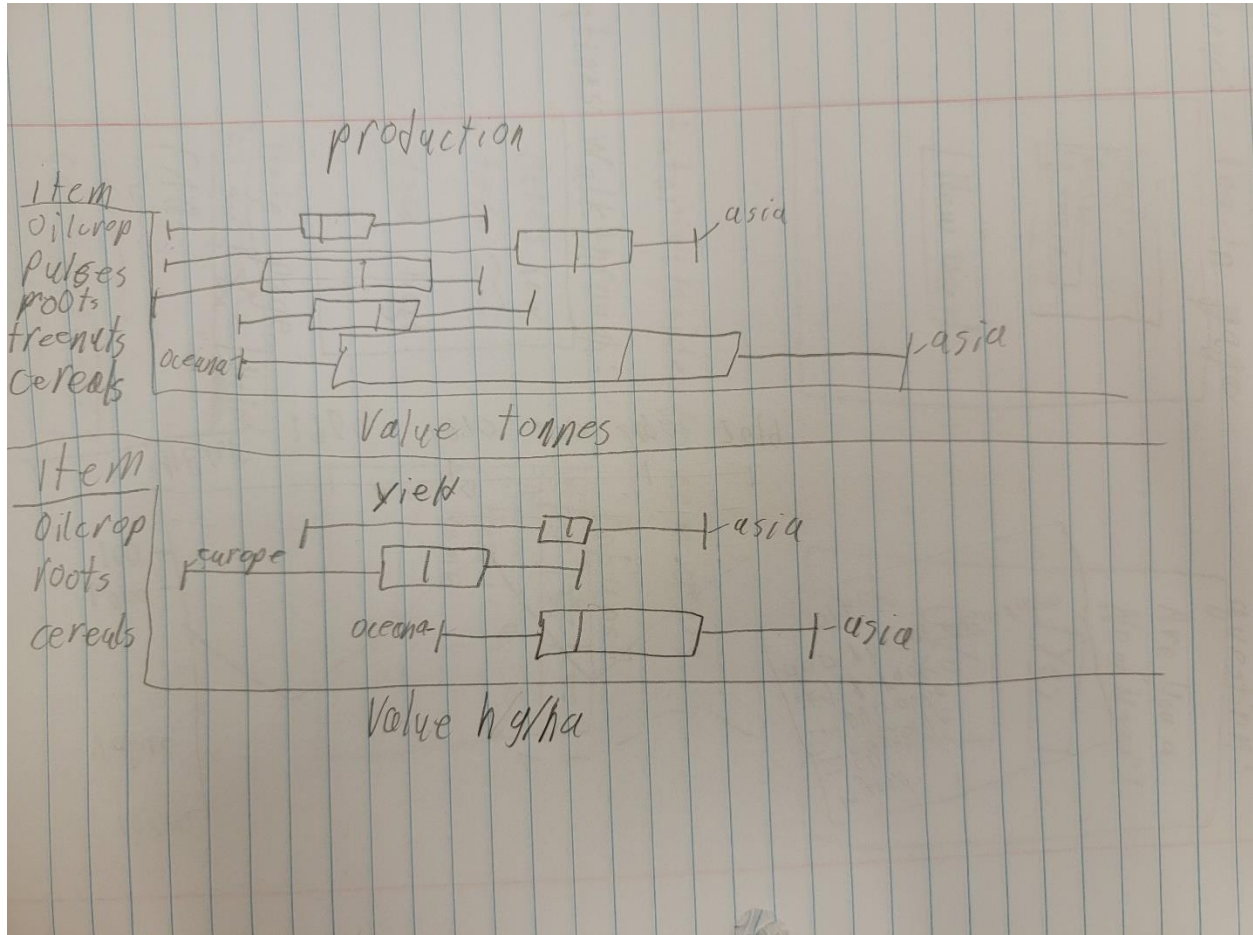 production
item
Oilcrop
asia
Pulses
roots
treenuts
oceana
asia
cereals
Value tonnes
item
yield
Oilcrop
asia
europe
roots
oceana
asia
cereals
Value hg/ha